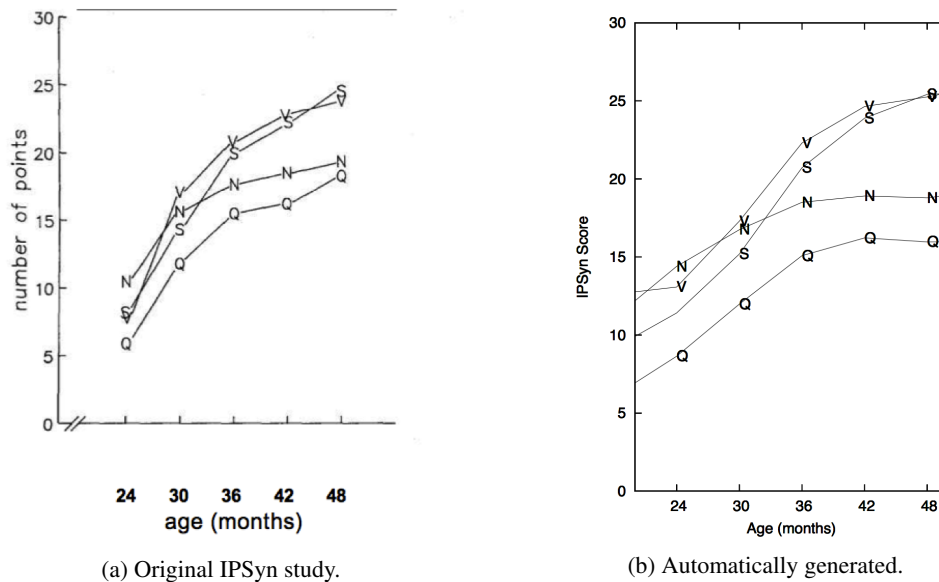 30
25
20
15
10
5
0
number of points
S
V
V
S
V
S
V
N
S
Q
N
N
N
N
Q
Q
Q
Q
S
V
24 30 36 42 48
age (months)
(a) Original IPSyn study.
30
25
20
15
10
5
0
IPSyn Score
V
S
V
S
V
S
V
N
S
N
V
N
N
N
Q
Q
Q
Q
Q
24 30 36 42 48
Age (months)
(b) Automatically generated.